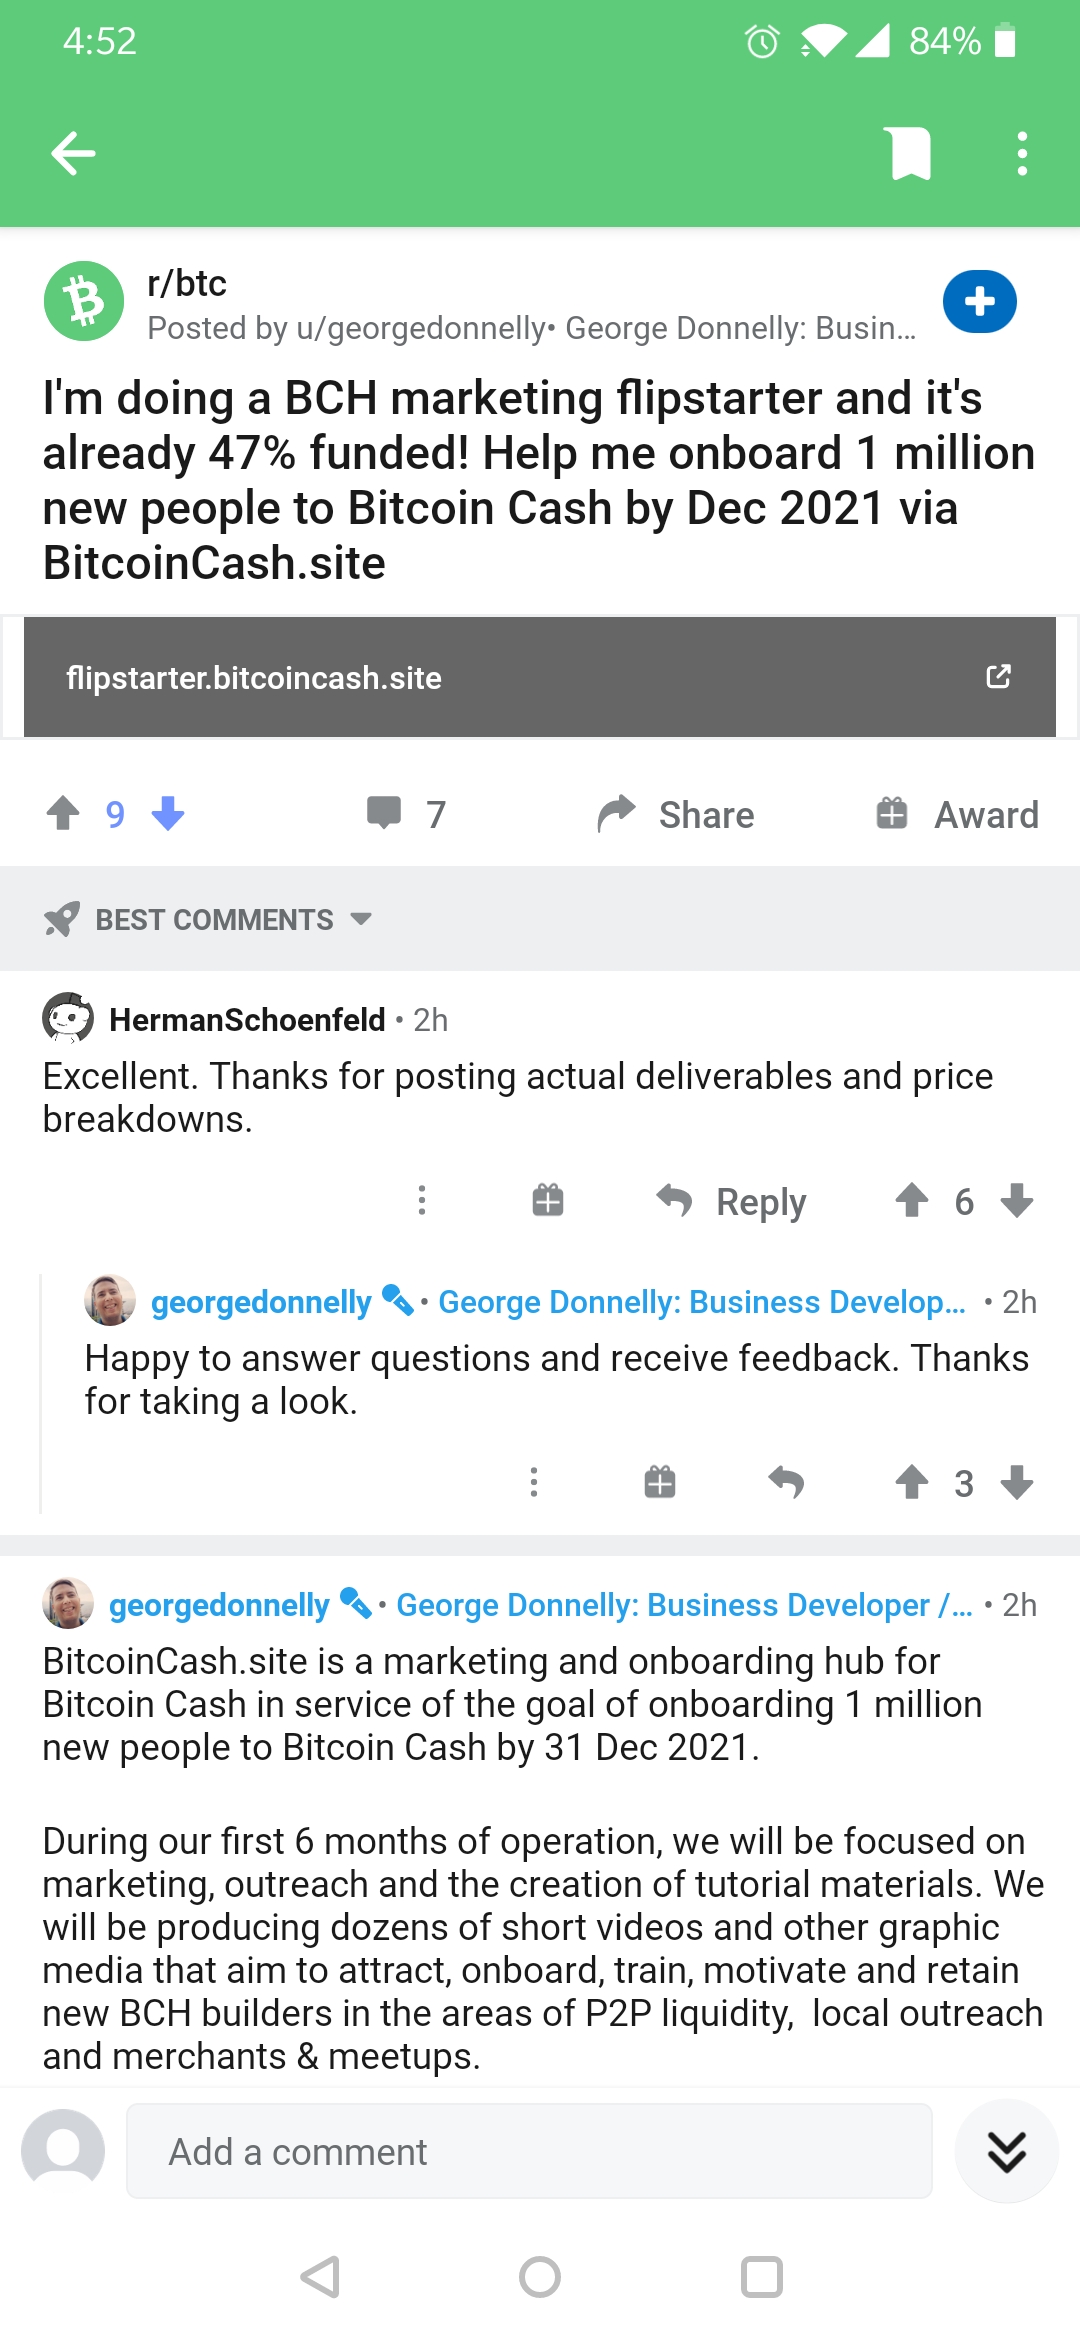 4:52
84%
r/btc
Posted by u/georgedonnelly• George Donnelly: Busin...
I'm doing a BCH marketing flipstarter and it's
already 47% funded! Help me onboard 1 million
new people to Bitcoin Cash by Dec 2021 via
BitcoinCash.site
flipstarter.bitcoincash.site
9
7
Share
Award
BEST COMMENTS
HermanSchoenfeld • 2h
Excellent. Thanks for posting actual deliverables and price
breakdowns.
Reply
6
georgedonnelly • George Donnelly: Business Develop... • 2h
Happy to answer questions and receive feedback. Thanks
for taking a look.
3
georgedonnelly • George Donnelly: Business Developer /... • 2h
BitcoinCash.site is a marketing and onboarding hub for
Bitcoin Cash in service of the goal of onboarding 1 million
new people to Bitcoin Cash by 31 Dec 2021.
During our first 6 months of operation, we will be focused on
marketing, outreach and the creation of tutorial materials. We
will be producing dozens of short videos and other graphic
media that aim to attract, onboard, train, motivate and retain
new BCH builders in the areas of P2P liquidity,  local outreach
and merchants & meetups.
Add a comment